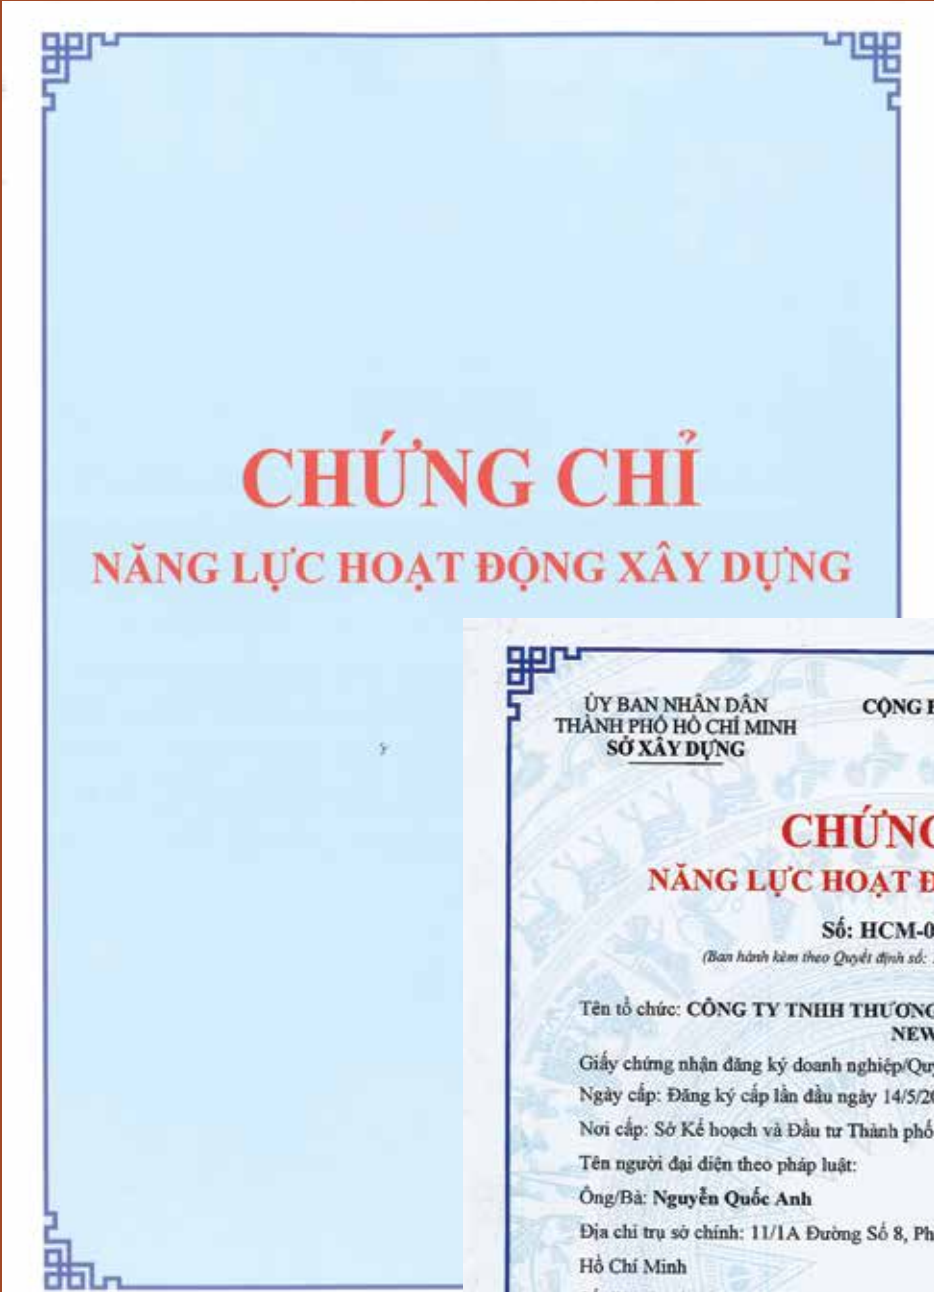 CHỨNG CHỈ
NĂNG LỰC HOẠT ĐỘNG XÂY DỰNG
ỦY BAN NHÂN DÂN
THÀNH PHỐ HỒ CHÍ MINH
SỞ XÂY DỰNG
CỘNG
CHỨNG
NĂNG LỰC HOẠT
Số: HCM-0
(Ban hành kèm theo Quyết định số:
Tên tổ chức: CÔNG TY TNHH THƯƠNG
NEW
Giấy chứng nhận đăng ký doanh nghiệp/Quy
Ngày cấp: Đăng ký cấp lần đầu ngày 14/5/20
Nơi cấp: Sở Kế hoạch và Đầu tư Thành phố
Tên người đại diện theo pháp luật:
Ông/Bà: Nguyễn Quốc Anh
Địa chỉ trụ sở chính: 11/1A Đường Số 8, Ph
Hồ Chí Minh